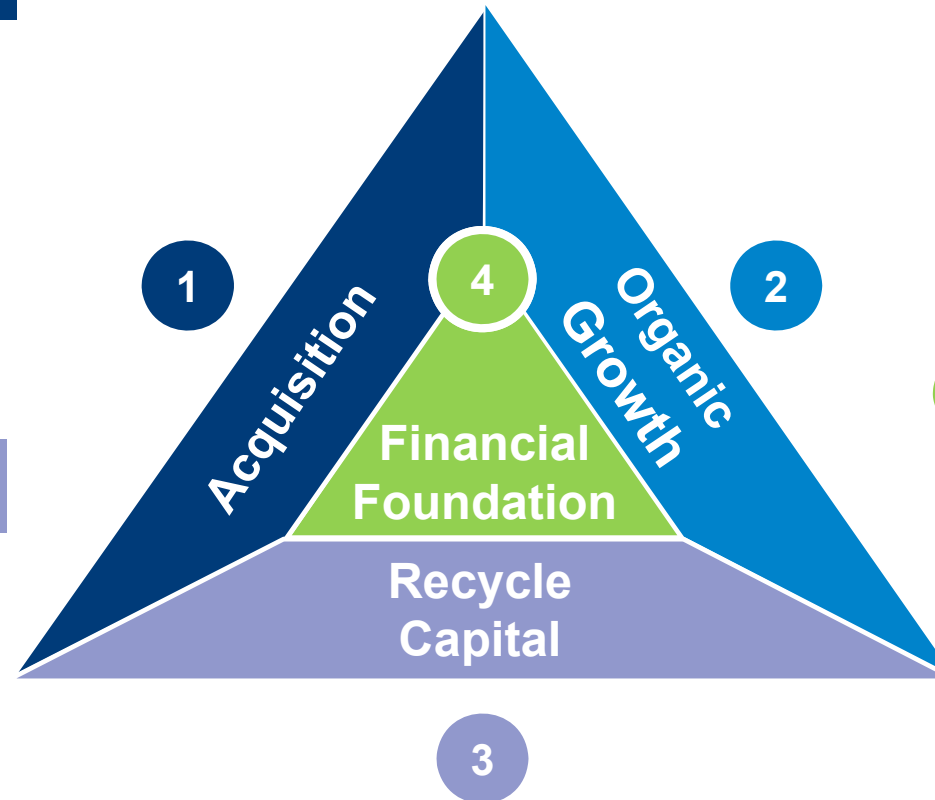 1
4
2
Acquisition
Organic
Growth
Financial
Foundation
Recycle
Capital
3